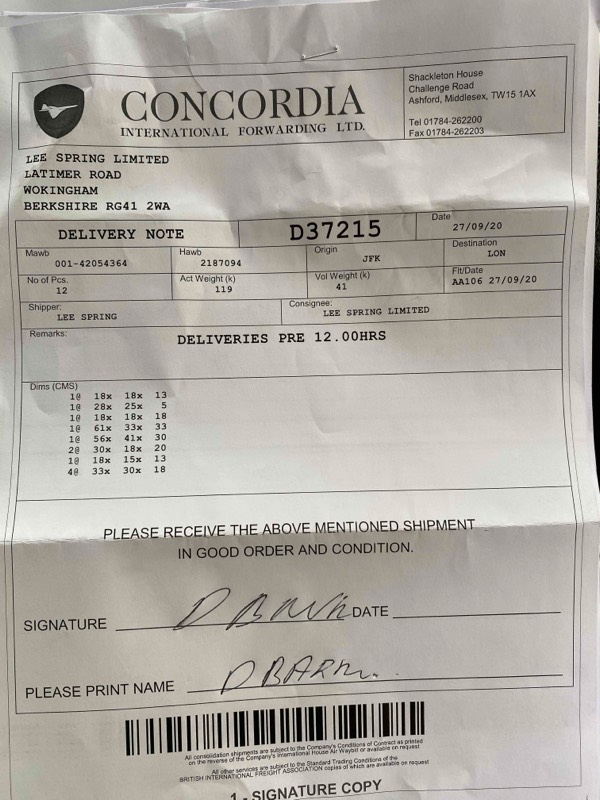 CONCORDIA
INTERNATIONAL FORWARDING LTD.
Shackleton House
Challenge Road
Ashford, Middlesex, TW15 1AX
Tel 01784-262200
Fax 01784-262203
LEE SPRING LIMITED
LATIMER ROAD
WOKINGHAM
BERKSHIRE RG41 2WA
DELIVERY NOTE D37215 Date 27/09/20
Mawb Hawb Origin Destination
001-42054364 2187094 JFK LON
No of Pcs. Act Weight (k) Vol Weight (k) Flt/Date
12 119 41 AA106 27/09/20
Shipper: Consignee:
LEE SPRING LEE SPRING LIMITED
Remarks: DELIVERIES PRE 12.00HRS
Dims (CMS)
1@ 18x 18x 13
1@ 28x 25x 5
1@ 18x 18x 18
1@ 61x 33x 33
1@ 56x 41x 30
2@ 30x 18x 20
1@ 18x 15x 13
4@ 33x 30x 18
PLEASE RECEIVE THE ABOVE MENTIONED SHIPMENT
IN GOOD ORDER AND CONDITION.
SIGNATURE DATE
PLEASE PRINT NAME
All consolidation shipments are subject to the Company's Conditions of Contract as printed
on the reverse of the Company's International House Air Waybill or available on request
All other services are subject to the Standard Trading Conditions of the
BRITISH INTERNATIONAL FREIGHT ASSOCIATION copies of which are available on request
1 - SIGNATURE COPY